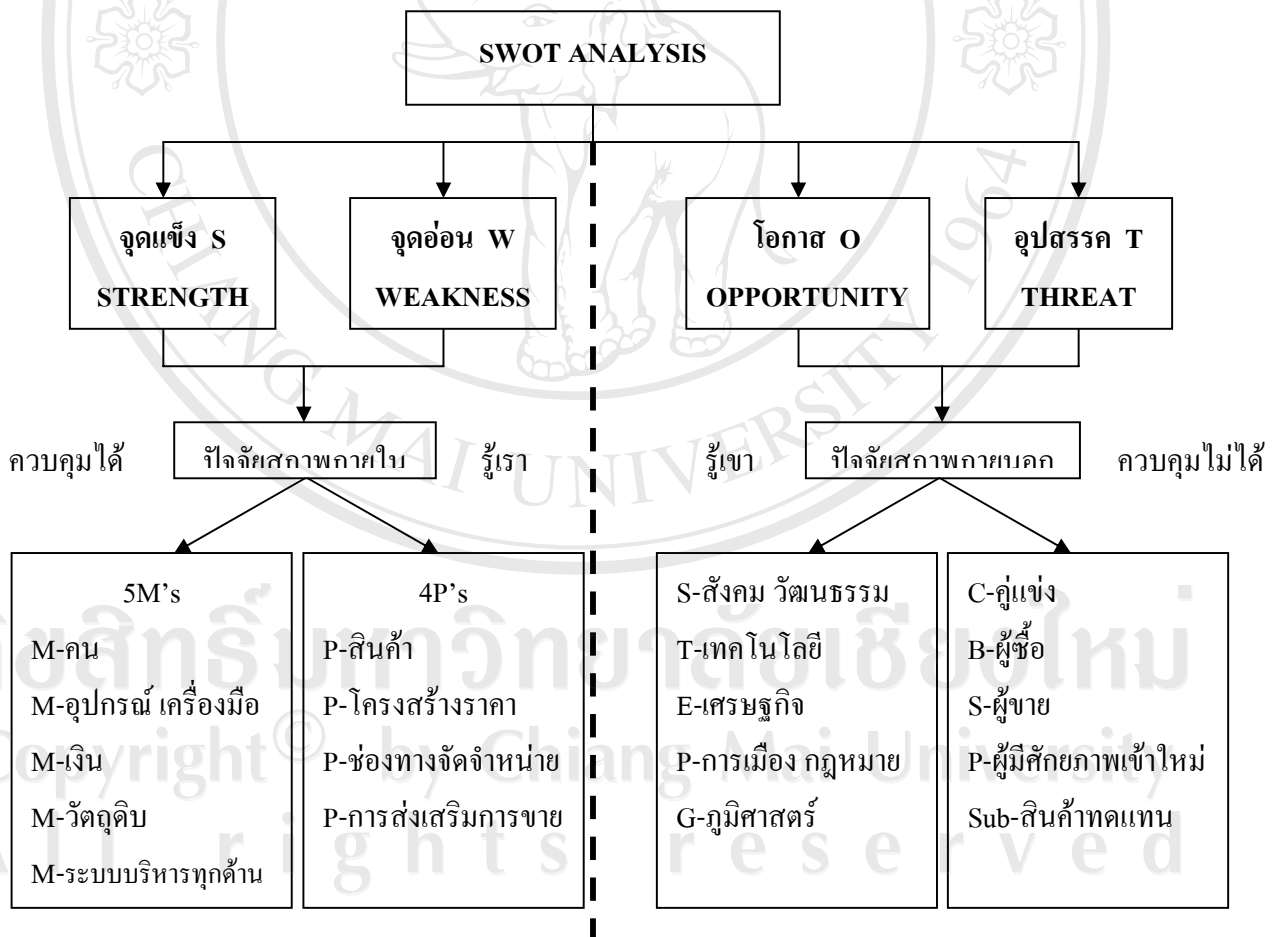 SWOT ANALYSIS
จุดแข็ง S
STRENGTH
จุดอ่อน W
WEAKNESS
โอกาส O
OPPORTUNITY
อุปสรรค T
THREAT
ควบคุมได้
ปัจจัยสภาพภายใน
รู้เรา
รู้เขา
ปัจจัยสภาพภายนอก
ควบคุมไม่ได้
5M’s
M-คน
M-อุปกรณ์ เครื่องมือ
M-เงิน
M-วัตถุดิบ
M-ระบบบริหารทุกด้าน
4P’s
P-สินค้า
P-โครงสร้างราคา
P-ช่องทางจัดจำหน่าย
P-การส่งเสริมการขาย
S-สังคม วัฒนธรรม
T-เทคโนโลยี
E-เศรษฐกิจ
P-การเมือง กฎหมาย
G-ภูมิศาสตร์
C-คู่แข่ง
B-ผู้ซื้อ
S-ผู้ขาย
P-ผู้มีศักยภาพเข้าใหม่
Sub-สินค้าทดแทน
CHIANG MAI UNIVERSITY 1964
มหาวิทยาลัยเชียงใหม่
Copyright© by Chiang Mai University
All rights reserved